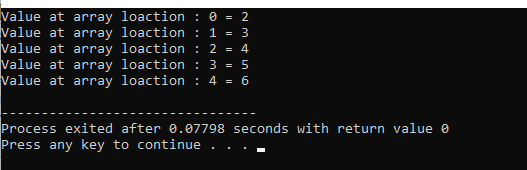 Value at array loaction : 0 = 2
Value at array loaction : 1 = 3
Value at array loaction : 2 = 4
Value at array loaction : 3 = 5
Value at array loaction : 4 = 6
--------------------------------
Process exited after 0.07798 seconds with return value 0
Press any key to continue . . .